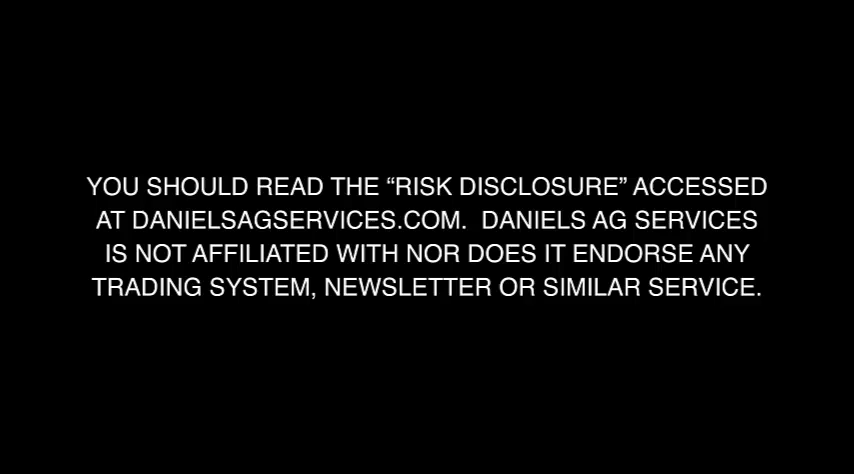 YOU SHOULD READ THE “RISK DISCLOSURE” ACCESSED
AT DANIELSAGSERVICES.COM.  DANIELS AG SERVICES
IS NOT AFFILIATED WITH NOR DOES IT ENDORSE ANY
TRADING SYSTEM, NEWSLETTER OR SIMILAR SERVICE.